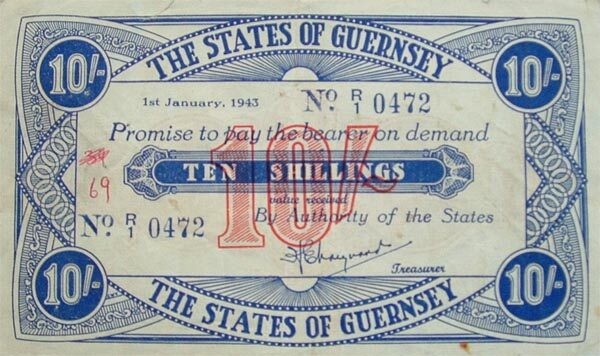 THE STATES OF GUERNSEY
10/-
10/-
1st January, 1943
No R/1 0472
Promise to pay the bearer on demand
10/-
TEN SHILLINGS
69
value received
No R/1 0472
By Authority of the States
Treasurer
10/-
10/-
THE STATES OF GUERNSEY